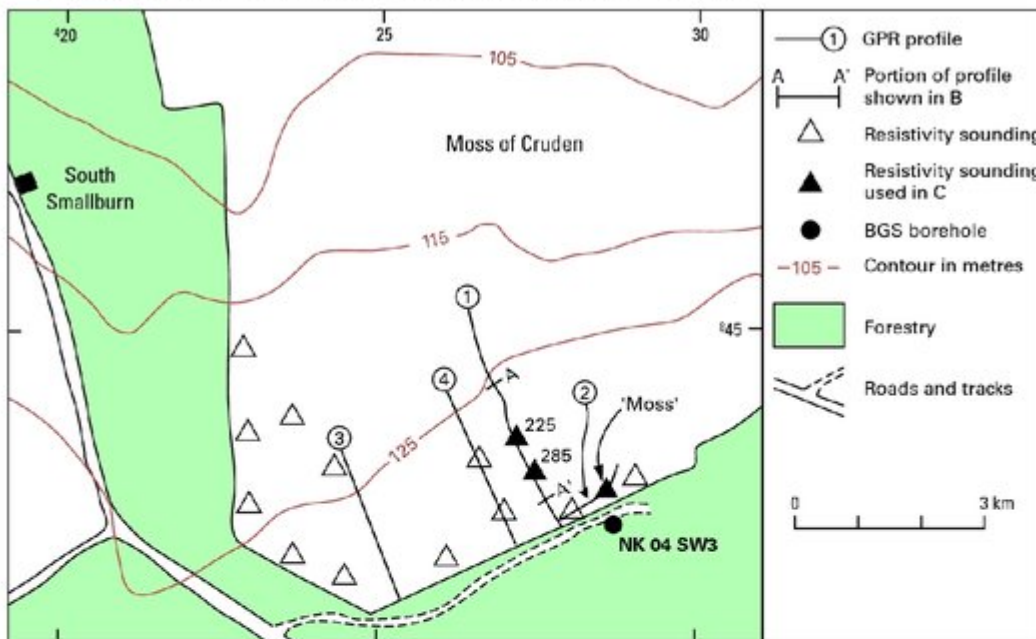 ⁴20
25
30
105
Moss of Cruden
South
Smallburn
115
1
⁸45
A
4
2
'Moss'
225
3
125
285
A'
NK 04 SW3
1 GPR profile
A A' Portion of profile
shown in B
Resistivity sounding
Resistivity sounding
used in C
BGS borehole
105 Contour in metres
Forestry
Roads and tracks
0 3 km